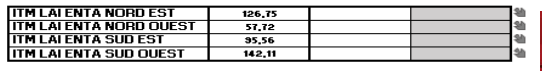 ITM LAI ENTA NORD EST 126,75
ITM LAI ENTA NORD OUEST 57,72
ITM LAI ENTA SUD EST 95,56
ITM LAI ENTA SUD OUEST 142,11